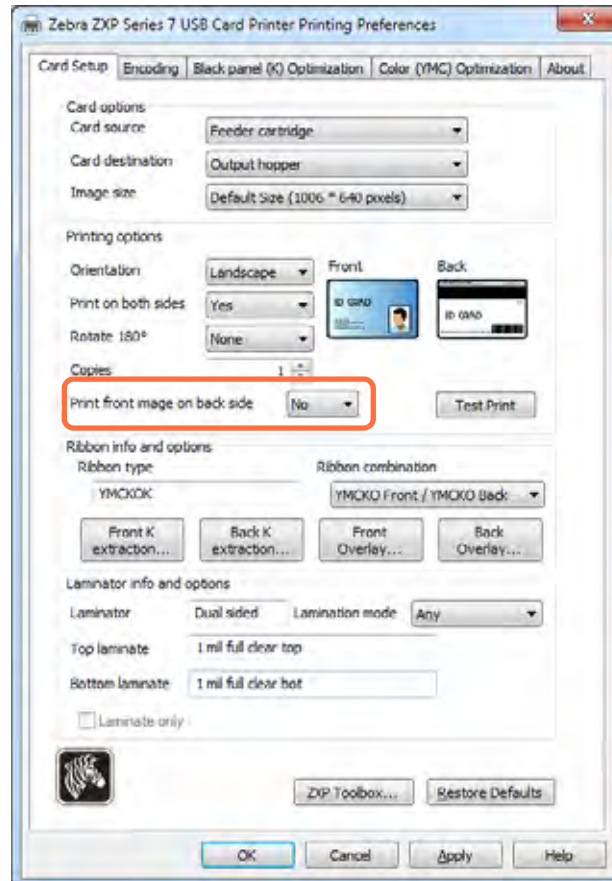 Zebra ZXP Series 7 USB Card Printer Printing Preferences
Card Setup Encoding Black panel (K) Optimization Color (YMC) Optimization About
Card options
Card source Feeder cartridge
Card destination Output hopper
Image size Default Size (1006 * 640 pixels)
Printing options
Orientation Landscape Front Back
Print on both sides Yes
ID CARD ID CARD
Rotate 180° None
Copies 1
Print front image on back side No Test Print
Ribbon info and options
Ribbon type Ribbon combination
YMCKOK YMCKO Front / YMCKO Back
Front K extraction... Back K extraction... Front Overlay... Back Overlay...
Laminator info and options
Laminator Dual sided Lamination mode Any
Top laminate 1 mil full clear top
Bottom laminate 1 mil full clear bot
Laminate only
ZXP Toolbox... Restore Defaults
OK Cancel Apply Help